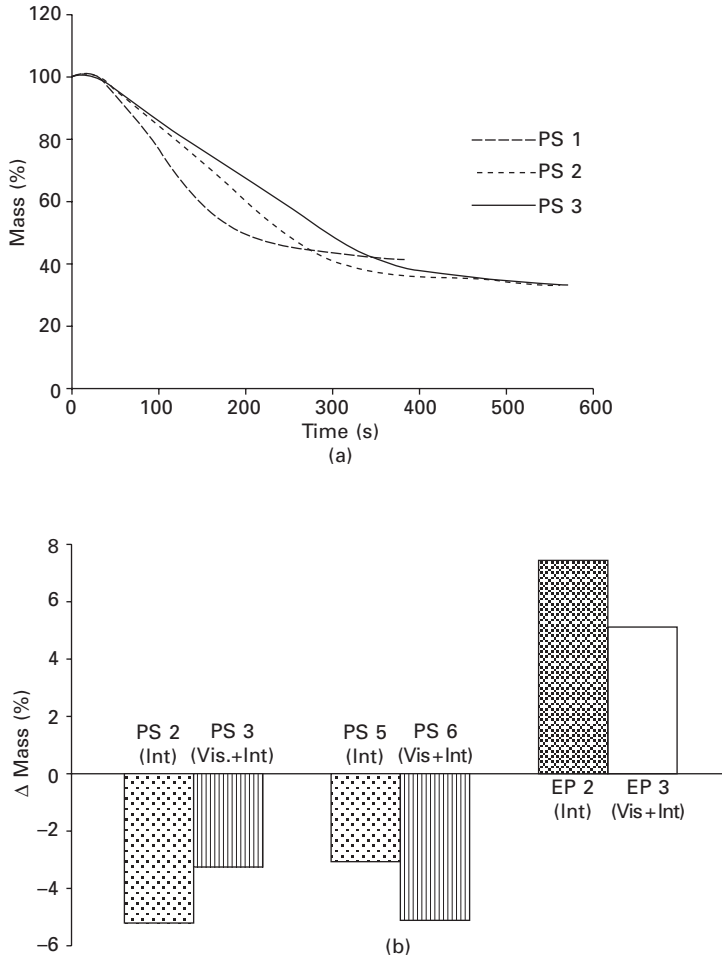 120
100
80
60
40
20
0
Mass (%)
PS 1
PS 2
PS 3
0 100 200 300 400 500 600
Time (s)
(a)
8
6
4
2
0
–2
–4
–6
Δ Mass (%)
PS 2 PS 3 PS 5 PS 6
(Int) (Vis.+Int) (Int) (Vis+Int)
EP 2 EP 3
(Int) (Vis+Int)
(b)